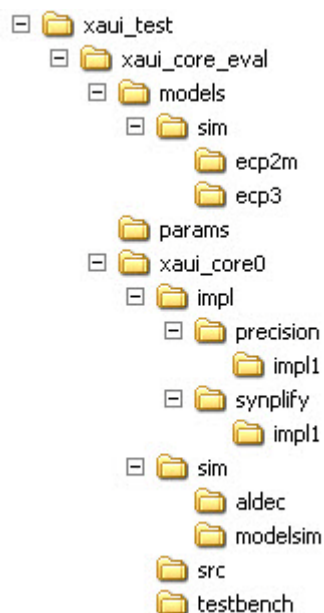 xaui_test
xaui_core_eval
models
sim
ecp2m
ecp3
params
xaui_core0
impl
precision
impl1
synplify
impl1
sim
aldec
modelsim
src
testbench